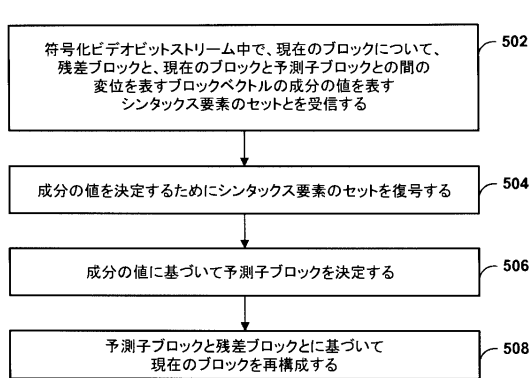 符号化ビデオビットストリーム中で、現在のブロックについて、
残差ブロックと、現在のブロックと予測子ブロックとの間の
変位を表すブロックベクトルの成分の値を表す
シンタックス要素のセットとを受信する
502
成分の値を決定するためにシンタックス要素のセットを復号する
504
成分の値に基づいて予測子ブロックを決定する
506
予測子ブロックと残差ブロックとに基づいて
現在のブロックを再構成する
508